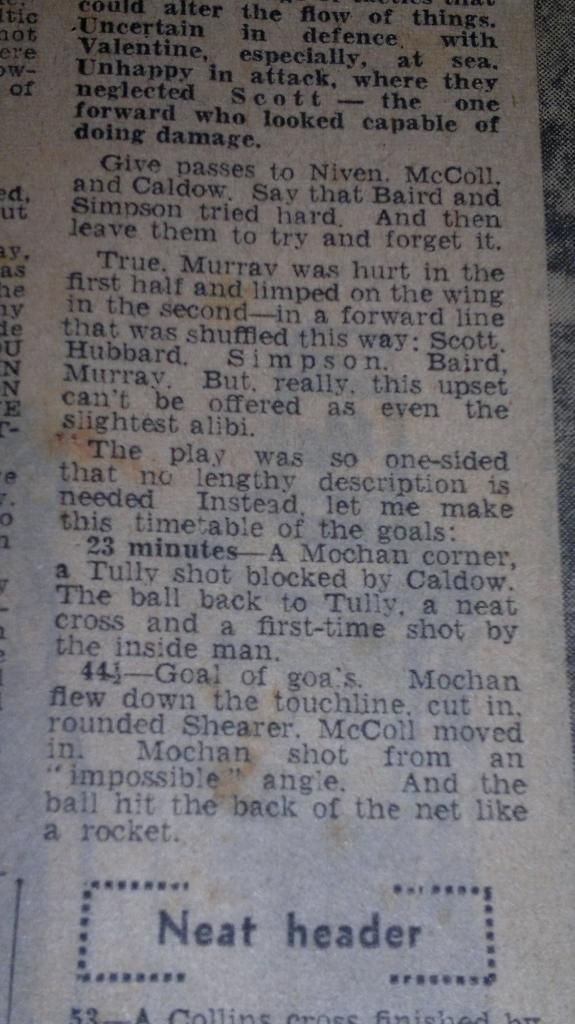 could alter the flow of things.
Uncertain in defence, with
Valentine, especially, at sea.
Unhappy in attack, where they
neglected Scott — the one
forward who looked capable of
doing damage.
Give passes to Niven, McColl,
and Caldow. Say that Baird and
Simpson tried hard. And then
leave them to try and forget it.
True, Murray was hurt in the
first half and limped on the wing
in the second—in a forward line
that was shuffled this way: Scott,
Hubbard, Simpson, Baird,
Murray. But, really, this upset
can't be offered as even the
slightest alibi.
The play was so one-sided
that no lengthy description is
needed Instead, let me make
this timetable of the goals:
23 minutes—A Mochan corner,
a Tully shot blocked by Caldow.
The ball back to Tully, a neat
cross and a first-time shot by
the inside man.
44½—Goal of goals. Mochan
flew down the touchline, cut in,
rounded Shearer. McColl moved
in. Mochan shot from an
"impossible" angle. And the
ball hit the back of the net like
a rocket.
Neat header
53—A Collins cross finished by